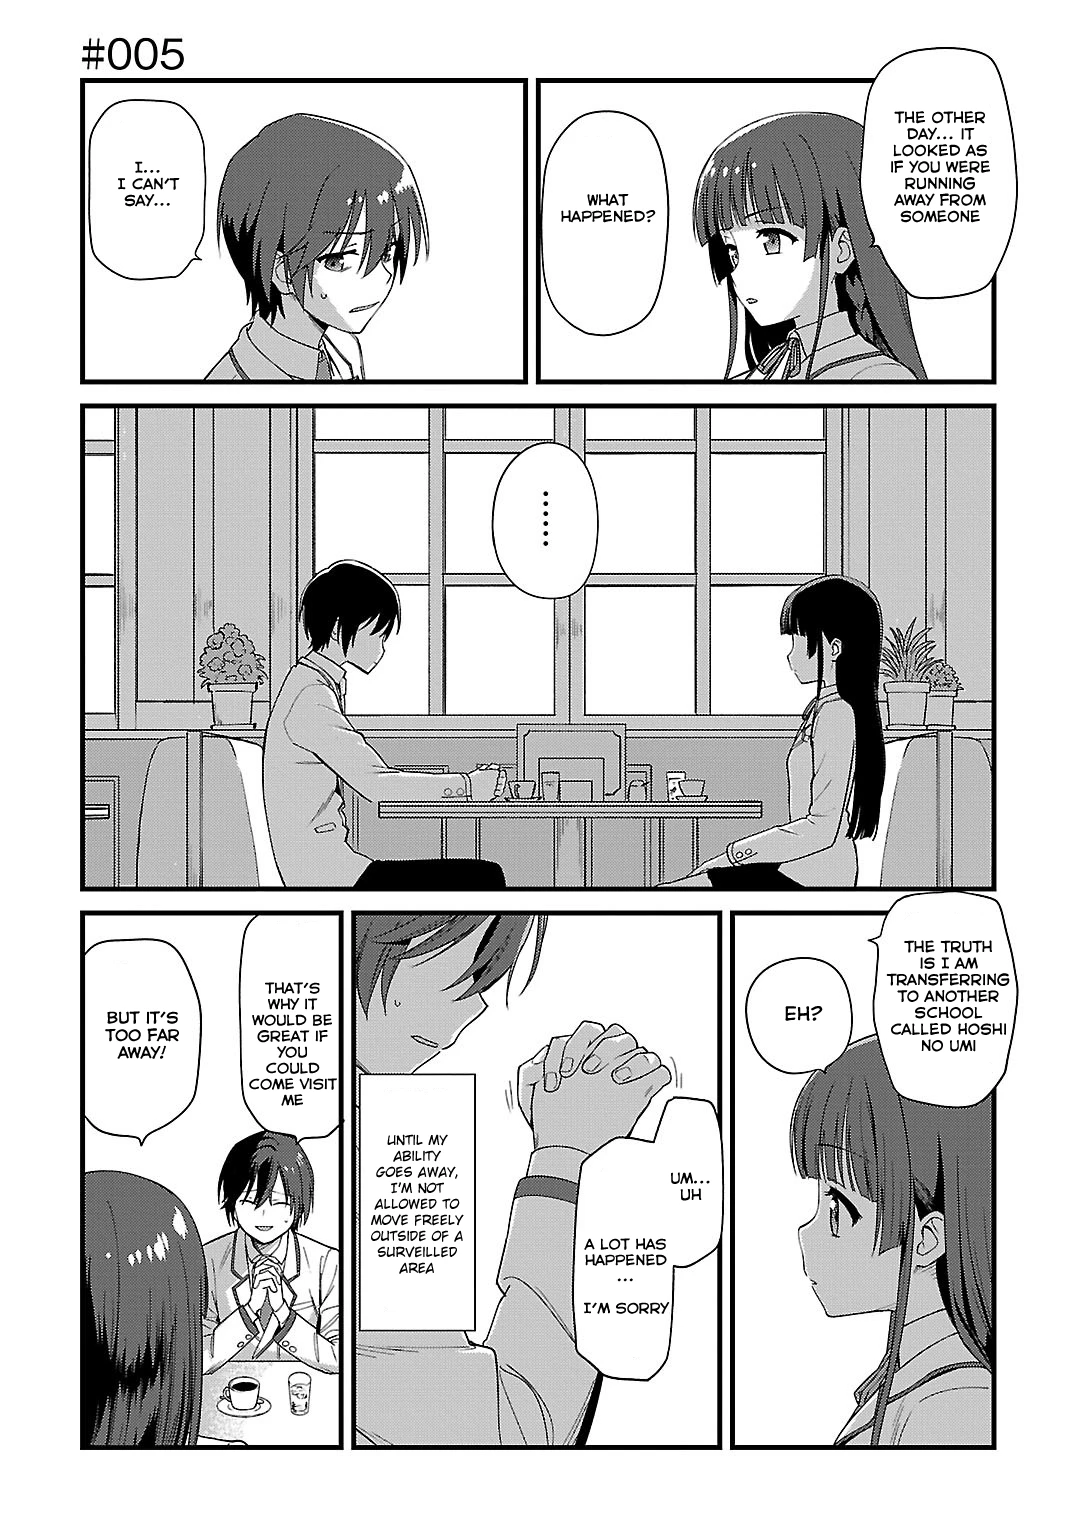 #005
THE OTHER
DAY... IT
LOOKED AS
IF YOU WERE
RUNNING
AWAY FROM
SOMEONE
WHAT
HAPPENED?
I...
I CAN'T
SAY...
.......
THE TRUTH
IS I AM
TRANSFERRING
TO ANOTHER
SCHOOL
CALLED HOSHI
NO UMI
EH?
UM...
UH
A LOT HAS
HAPPENED
...
I'M SORRY
UNTIL MY
ABILITY
GOES AWAY,
I'M NOT
ALLOWED TO
MOVE FREELY
OUTSIDE OF A
SURVEILLED
AREA
THAT'S
WHY IT
WOULD BE
GREAT IF
YOU
COULD
COME VISIT
ME
BUT IT'S
TOO FAR
AWAY!